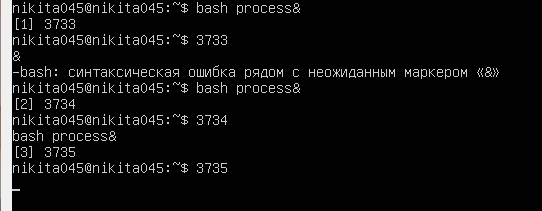 nikita045@nikita045:~$ bash process&
[1] 3733
nikita045@nikita045:~$ 3733
&
-bash: синтаксическая ошибка рядом с неожиданным маркером «&»
nikita045@nikita045:~$ bash process&
[2] 3734
nikita045@nikita045:~$ 3734
bash process&
[3] 3735
nikita045@nikita045:~$ 3735